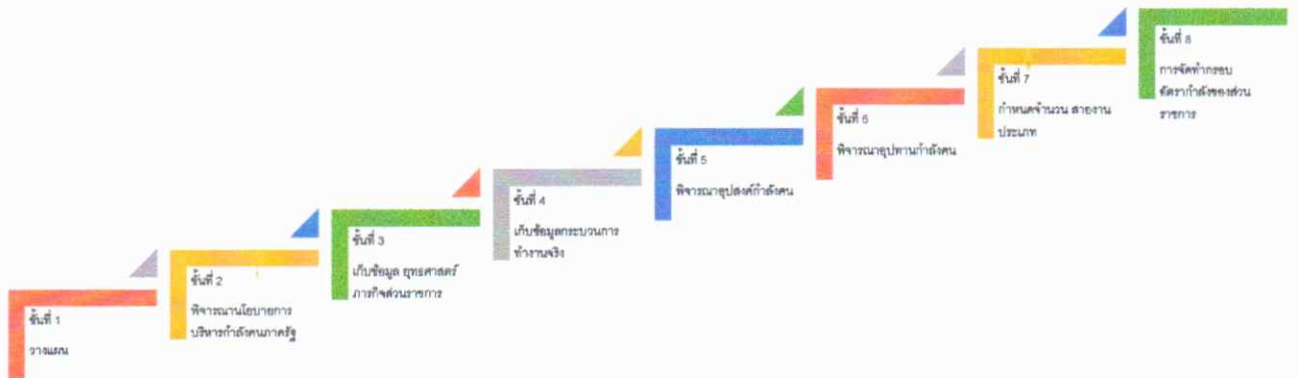 ขั้นที่ 1
วางแผน
ขั้นที่ 2
พิจารณานโยบายการ
บริหารกำลังคนภาครัฐ
ขั้นที่ 3
เก็บข้อมูล ยุทธศาสตร์
ภารกิจส่วนราชการ
ขั้นที่ 4
เก็บข้อมูลกระบวนการ
ทำงานจริง
ขั้นที่ 5
พิจารณาอุปสงค์กำลังคน
ขั้นที่ 6
พิจารณาอุปทานกำลังคน
ขั้นที่ 7
กำหนดจำนวน สายงาน
ประเภท
ขั้นที่ 8
การจัดทำกรอบ
อัตรากำลังของส่วน
ราชการ